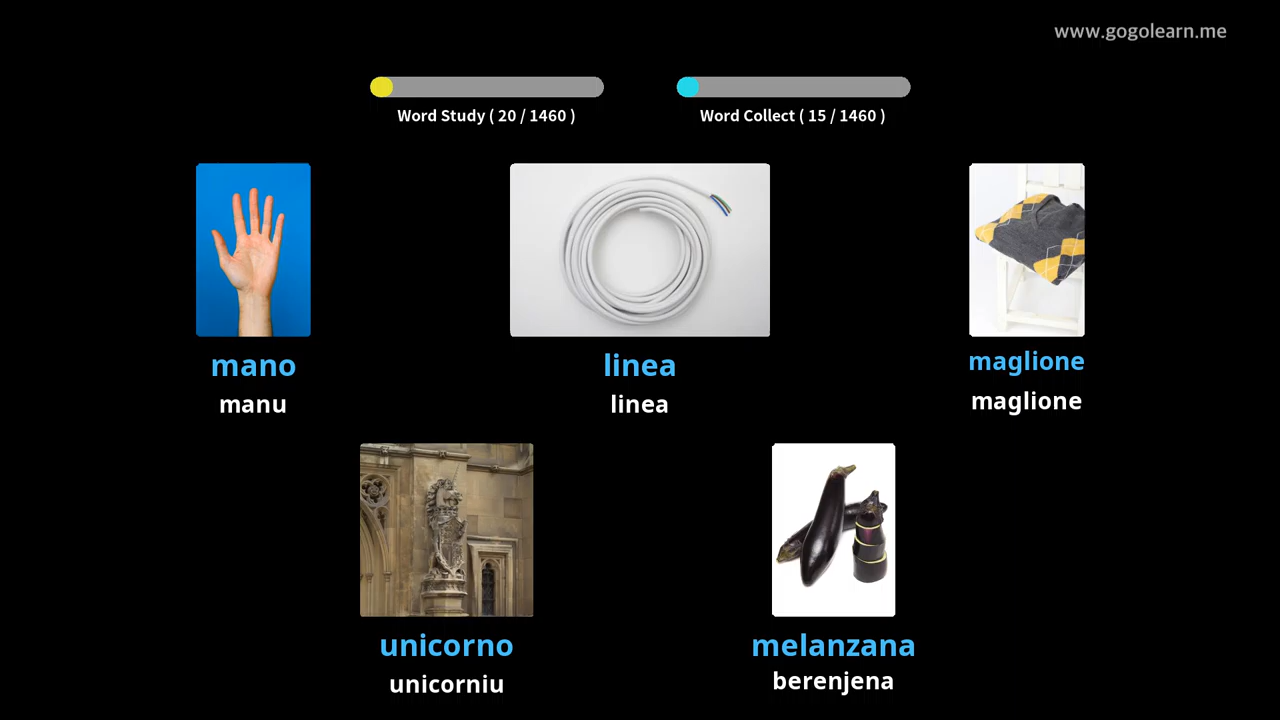 www.gogolearn.me
Word Study ( 20 / 1460 )
Word Collect ( 15 / 1460 )
mano
manu
linea
linea
maglione
maglione
unicorno
unicorniu
melanzana
berenjena